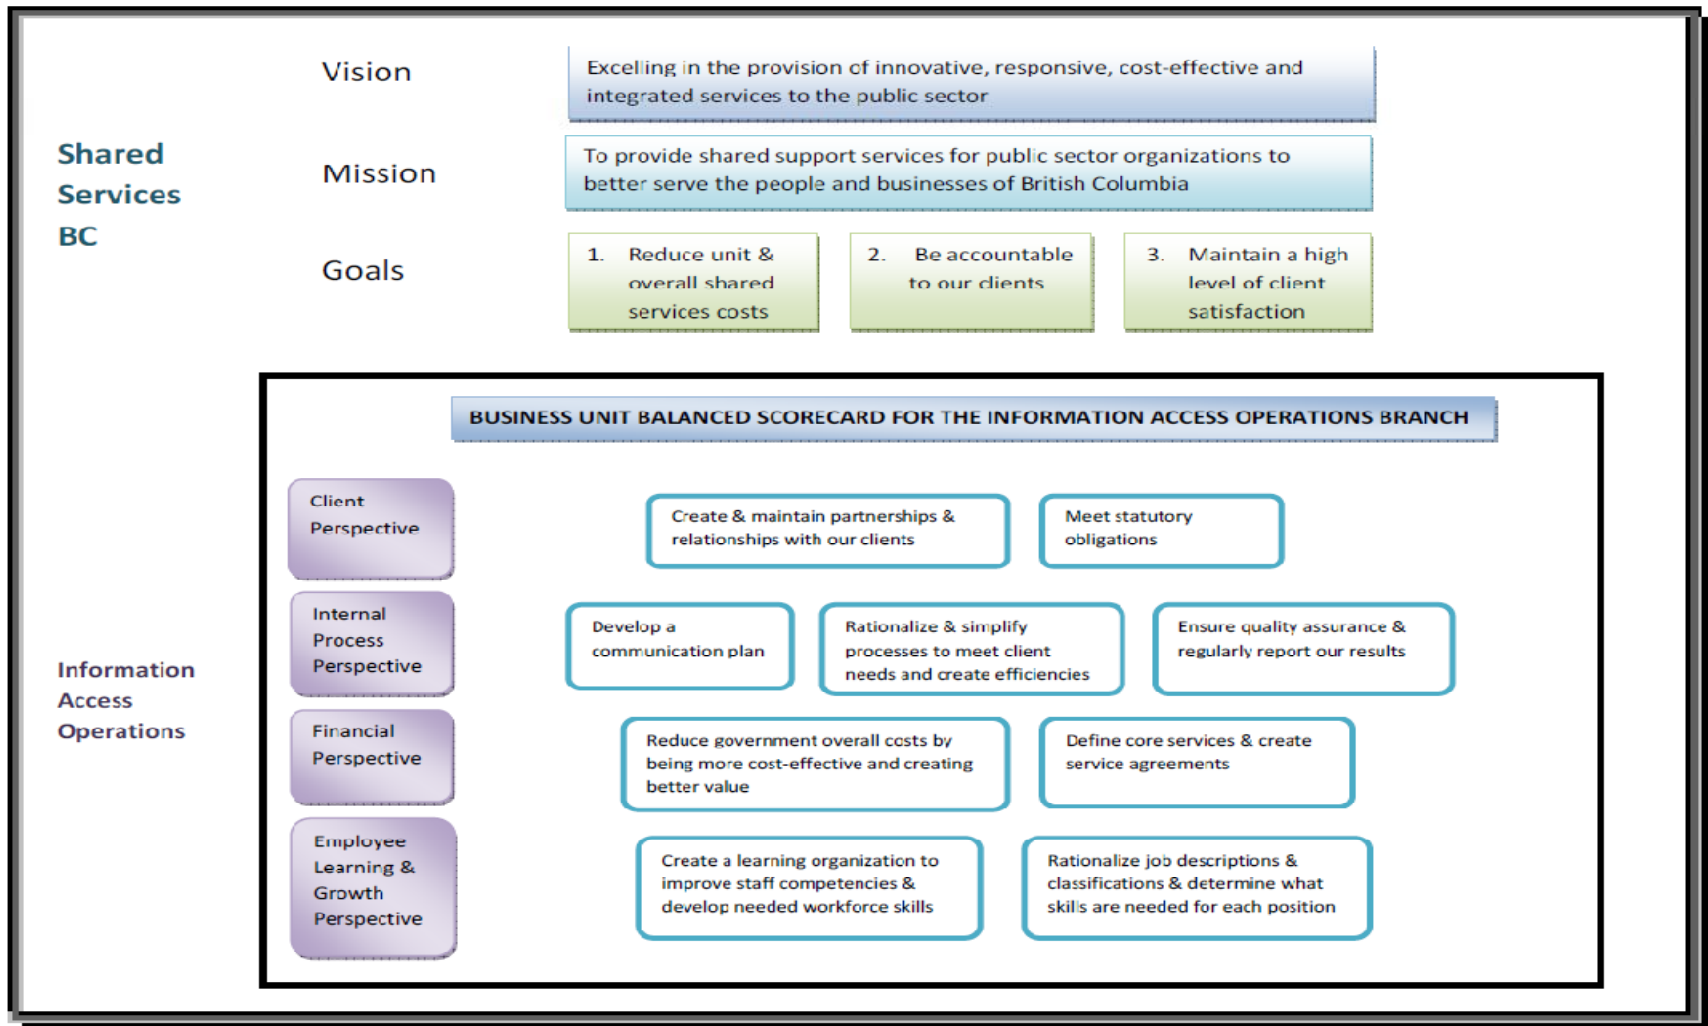 Vision
Excelling in the provision of innovative, responsive, cost-effective and
integrated services to the public sector
Shared
Services
BC
Mission
To provide shared support services for public sector organizations to
better serve the people and businesses of British Columbia
Goals
1. Reduce unit &
overall shared
services costs
2. Be accountable
to our clients
3. Maintain a high
level of client
satisfaction
BUSINESS UNIT BALANCED SCORECARD FOR THE INFORMATION ACCESS OPERATIONS BRANCH
Information
Access
Operations
Client
Perspective
Create & maintain partnerships &
relationships with our clients
Meet statutory
obligations
Internal
Process
Perspective
Develop a
communication plan
Rationalize & simplify
processes to meet client
needs and create efficiencies
Ensure quality assurance &
regularly report our results
Financial
Perspective
Reduce government overall costs by
being more cost-effective and creating
better value
Define core services & create
service agreements
Employee
Learning &
Growth
Perspective
Create a learning organization to
improve staff competencies &
develop needed workforce skills
Rationalize job descriptions &
classifications & determine what
skills are needed for each position